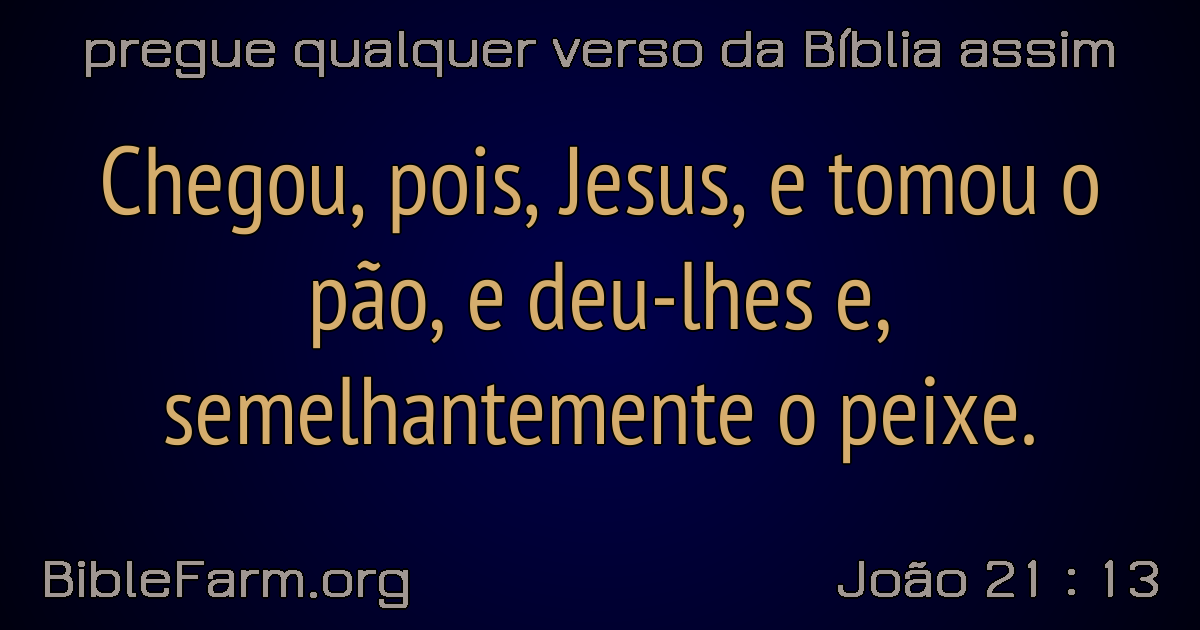 pregue qualquer verso da Bíblia assim
Chegou, pois, Jesus, e tomou o
pão, e deu-lhes e,
semelhantemente o peixe.
BibleFarm.org
João 21 : 13